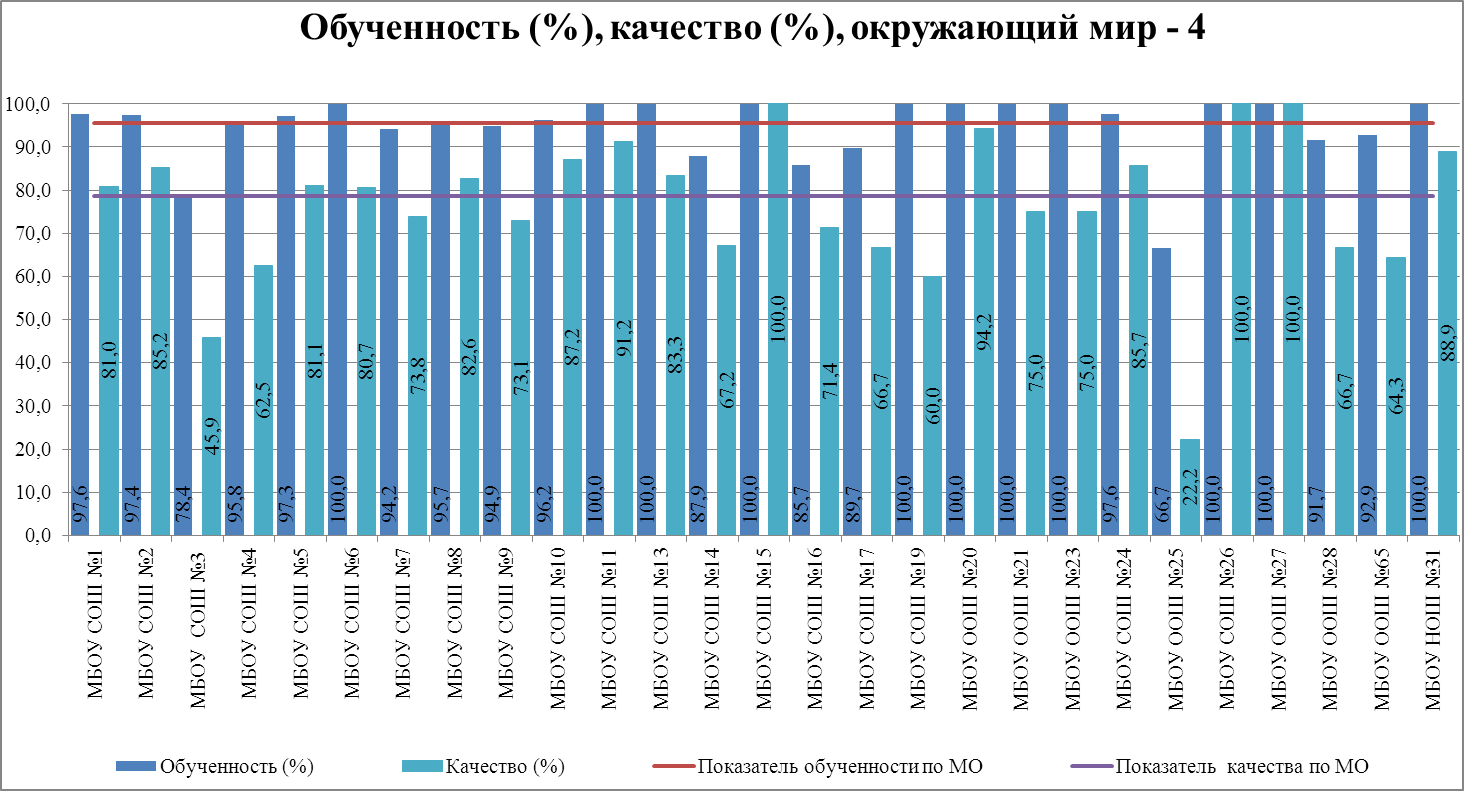 Обученность (%), качество (%), окружающий мир - 4
100,0
90,0
80,0
70,0
60,0
50,0
40,0
30,0
20,0
10,0
0,0
97,6
81,0
97,4
85,2
78,4
45,9
95,8
62,5
97,3
81,1
100,0
80,7
94,2
73,8
95,7
82,6
94,9
73,1
96,2
87,2
100,0
91,2
100,0
83,3
87,9
67,2
100,0
100,0
85,7
71,4
89,7
66,7
100,0
60,0
100,0
94,2
100,0
75,0
100,0
75,0
97,6
85,7
66,7
22,2
100,0
100,0
100,0
100,0
91,7
66,7
92,9
64,3
100,0
88,9
МБОУ СОШ №1
МБОУ СОШ №2
МБОУ СОШ №3
МБОУ СОШ №4
МБОУ СОШ №5
МБОУ СОШ №6
МБОУ СОШ №7
МБОУ СОШ №8
МБОУ СОШ №9
МБОУ СОШ №10
МБОУ СОШ №11
МБОУ СОШ №13
МБОУ СОШ №14
МБОУ СОШ №15
МБОУ СОШ №16
МБОУ СОШ №17
МБОУ СОШ №19
МБОУ ООШ №20
МБОУ ООШ №21
МБОУ ООШ №23
МБОУ СОШ №24
МБОУ ООШ №25
МБОУ ООШ №26
МБОУ ООШ №27
МБОУ ООШ №28
МБОУ ООШ №65
МБОУ НОШ №31
Обученность (%)
Качество (%)
Показатель обученности по МО
Показатель качества по МО